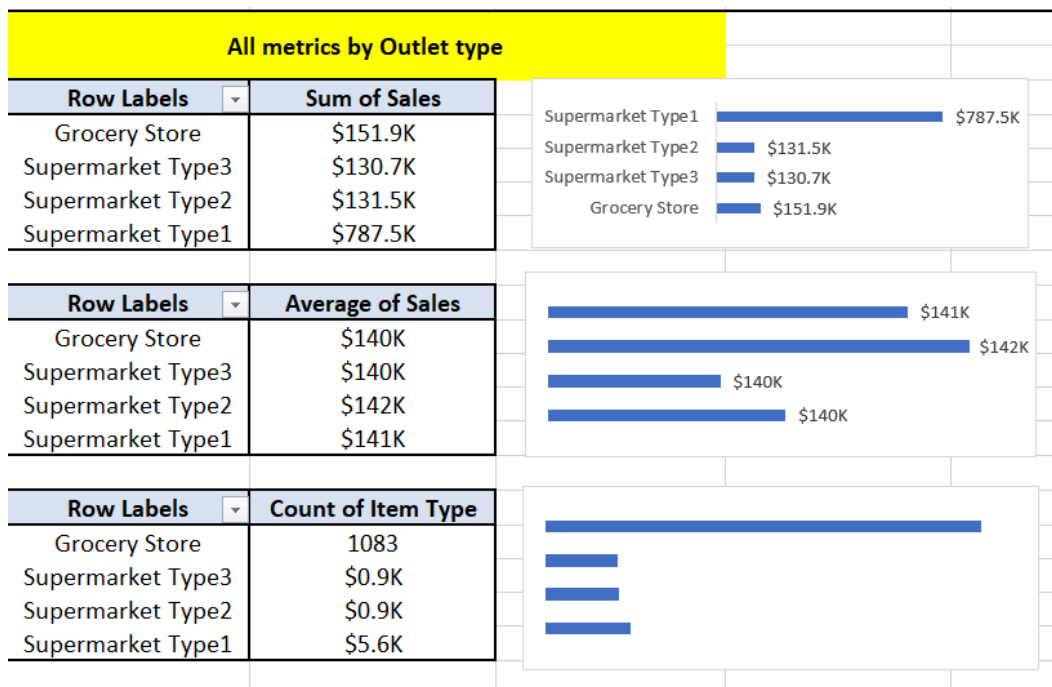 All metrics by Outlet type
Row Labels Sum of Sales
Grocery Store $151.9K
Supermarket Type3 $130.7K
Supermarket Type2 $131.5K
Supermarket Type1 $787.5K
Supermarket Type1 $787.5K
Supermarket Type2 $131.5K
Supermarket Type3 $130.7K
Grocery Store $151.9K
Row Labels Average of Sales
Grocery Store $140K
Supermarket Type3 $140K
Supermarket Type2 $142K
Supermarket Type1 $141K
$141K
$142K
$140K
$140K
Row Labels Count of Item Type
Grocery Store 1083
Supermarket Type3 $0.9K
Supermarket Type2 $0.9K
Supermarket Type1 $5.6K